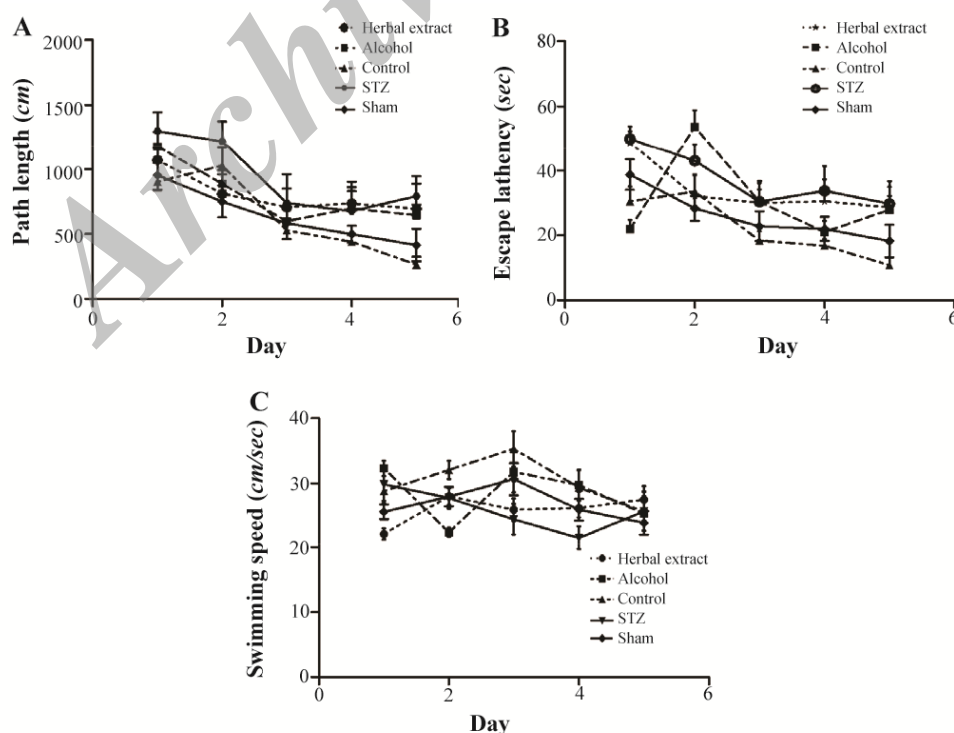 A
Path length (cm)
2000
1500
1000
500
0
0
2
4
6
Day
Herbal extract
Alcohol
Control
STZ
Sham
B
Escape lathency (sec)
80
60
40
20
0
0
2
4
6
Day
Herbal extract
Alcohol
Control
STZ
Sham
C
Swimming speed (cm/sec)
40
30
20
10
0
0
2
4
6
Day
Herbal extract
Alcohol
Control
STZ
Sham
Archiv